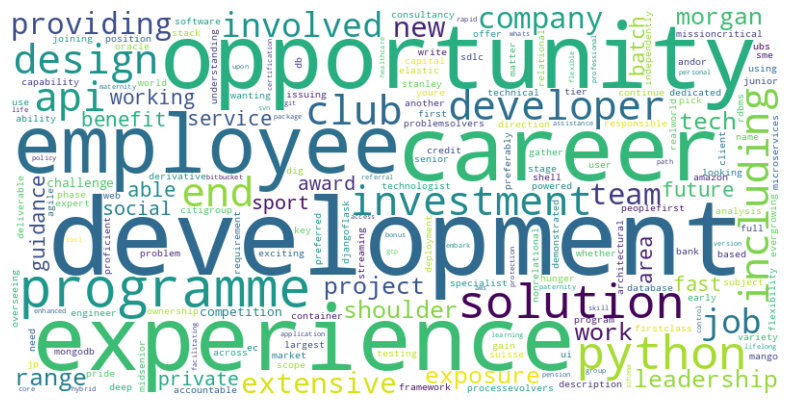 providing
involved
new
company
morgan
design
opportunity
api
working
benefit
service
club
developer
tech
batch
employee
career
including
able
end
award
investment
team
future
guidance
social
sport
development
area
programme
project
shoulder
solution
fast
job
work
experience
python
range
private
extensive
exposure
leadership
software
joining
position
oracle
stack
understanding
db
consultancy
rapid
offer
whats
write
elastic
capital
stanley
youre
wanting
issuing
another
matter
sdlc
relational
andor
missioncritical
independently
ubs
sme
using
junior
healthcare
upon
certification
flexible
professional
personal
technical
tier
continue
dedicated
pick
rdbms
realworld
name
microservices
capability
world
use
life
ability
maternity
package
svn
git
first
problemsolvers
direction
responsible
preferably
dig
gather
user
path
client
looking
amazon
policy
bitbucket
referral
assistance
credit
senior
shell
stage
powered
derivative
technologist
challenge
phase
expert
agile
web
proficient
citigroup
requirement
preferred
key
djangoflask
access
streaming
demonstrated
nonrelational
specialist
peoplefirst
analysis
whether
architectural
full
bank
based
version
embark
database
evergrowing
deliverable
problem
exciting
bonus
gcp
deployment
hunger
paternity
protection
skill
program
subject
early
flexibility
overseeing
engineer
ownership
competition
container
ec
need
mongodb
jp
pride
deep
core
hybrid
midsenior
accountable
facilitating
across
largest
market
enhanced
application
scope
testing
gain
suisse
ui
learning
pension
group
framework
processevolvers
description
control
firstclass
variety
mango
lifelong